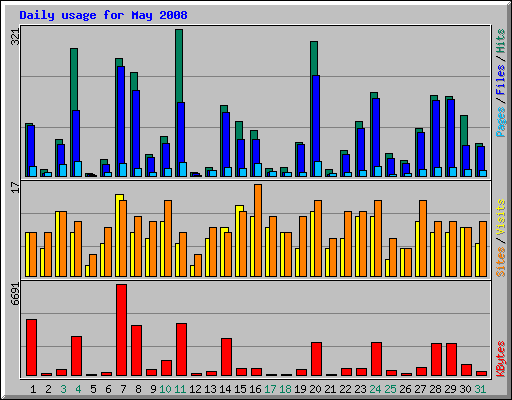 Daily usage for May 2008
321
Pages / Files / Hits
17
Sites / Visits
6691
KBytes
1 2 3 4 5 6 7 8 9 10 11 12 13 14 15 16 17 18 19 20 21 22 23 24 25 26 27 28 29 30 31